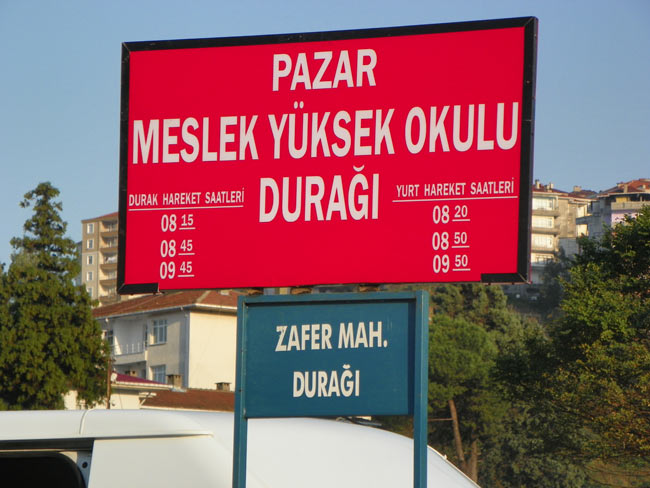 PAZAR
MESLEK YÜKSEK OKULU
DURAĞI
DURAK HAREKET SAATLERİ
08 15
08 45
09 45
YURT HAREKET SAATLERİ
08 20
08 50
09 50
ZAFER MAH.
DURAĞI